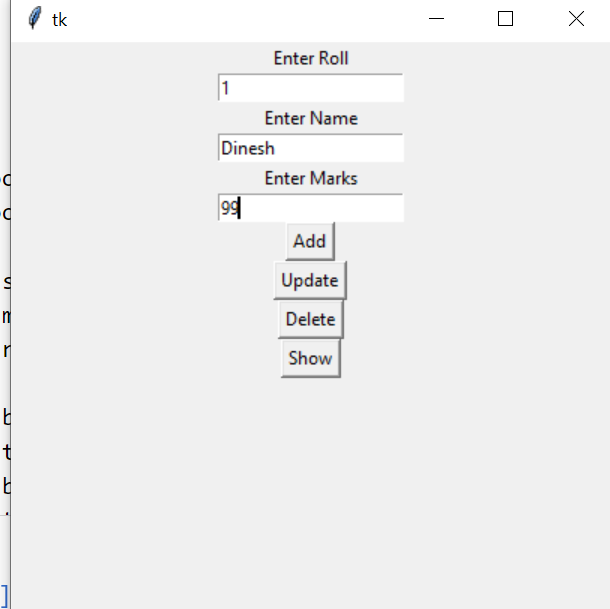 tk
Enter Roll
1
Enter Name
Dinesh
Enter Marks
99
Add
Update
Delete
Show